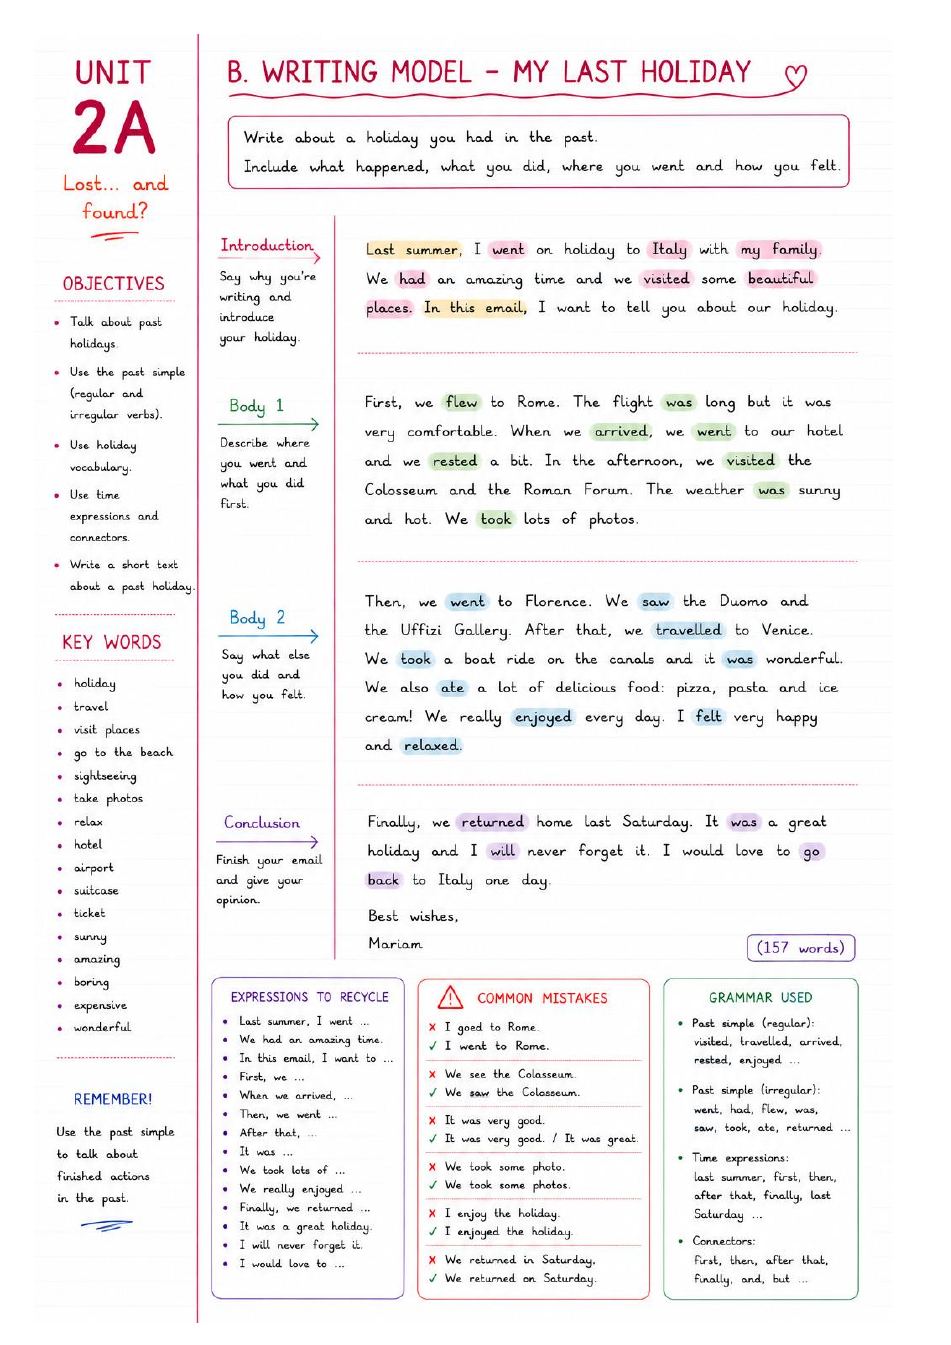 UNIT
2A
Lost... and
found?
OBJECTIVES
• Talk about past
holidays.
• Use the past simple
(regular and
irregular verbs).
• Use holiday
vocabulary.
• Use time
expressions and
connectors.
• Write a short text
about a past holiday.
KEY WORDS
• holiday
• travel
• visit places
• go to the beach
• sightseeing
• take photos
• relax
• hotel
• airport
• suitcase
• ticket
• sunny
• amazing
• boring
• expensive
• wonderful
REMEMBER!
Use the past simple
to talk about
finished actions
in the past.
B. WRITING MODEL – MY LAST HOLIDAY
Write about a holiday you had in the past.
Include what happened, what you did, where you went and how you felt.
Introduction
Say why you're
writing and
introduce
your holiday.
Last summer, I went on holiday to Italy with my family.
We had an amazing time and we visited some beautiful
places. In this email, I want to tell you about our holiday.
Body 1
Describe where
you went and
what you did
first.
First, we flew to Rome. The flight was long but it was
very comfortable. When we arrived, we went to our hotel
and we rested a bit. In the afternoon, we visited the
Colosseum and the Roman Forum. The weather was sunny
and hot. We took lots of photos.
Body 2
Say what else
you did and
how you felt.
Then, we went to Florence. We saw the Duomo and
the Uffizi Gallery. After that, we travelled to Venice.
We took a boat ride on the canals and it was wonderful.
We also ate a lot of delicious food: pizza, pasta and ice
cream! We really enjoyed every day. I felt very happy
and relaxed.
Conclusion
Finish your email
and give your
opinion.
Finally, we returned home last Saturday. It was a great
holiday and I will never forget it. I would love to go
back to Italy one day.
Best wishes,
Mariam
(157 words)
EXPRESSIONS TO RECYCLE
• Last summer, I went ...
• We had an amazing time.
• In this email, I want to ...
• First, we ...
• When we arrived, ...
• Then, we went ...
• After that, ...
• It was ...
• We took lots of ...
• We really enjoyed ...
• Finally, we returned ...
• It was a great holiday.
• I will never forget it.
• I would love to ...
COMMON MISTAKES
✗ I goed to Rome.
✓ I went to Rome.
✗ We see the Colasseum.
✓ We saw the Colosseum.
✗ It was very good.
✓ It was very good. / It was great.
✗ We took some photo.
✓ We took some photos.
✗ I enjoy the holiday.
✓ I enjoyed the holiday.
✗ We returned in Saturday.
✓ We returned on Saturday.
GRAMMAR USED
• Past simple (regular):
visited, travelled, arrived,
rested, enjoyed ...
• Past simple (irregular):
went, had, flew, was,
saw, took, ate, returned ...
• Time expressions:
last summer, first, then,
after that, finally, last
Saturday ...
• Connectors:
first, then, after that,
finally, and, but ...